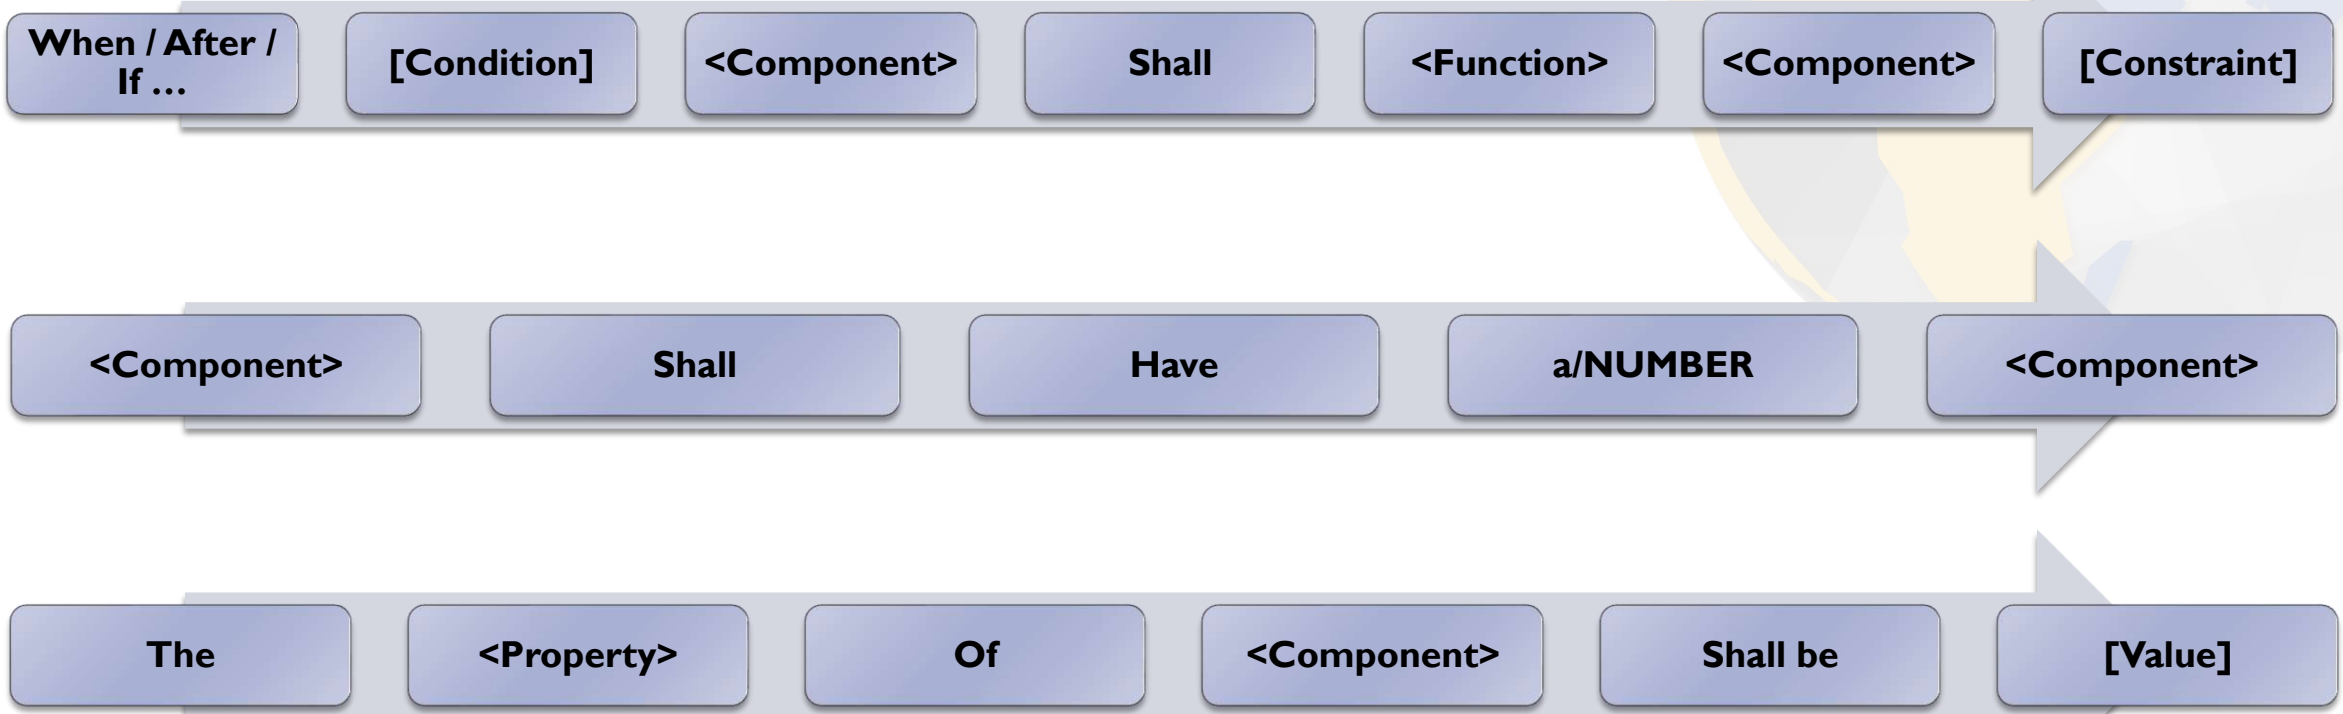 When / After / If ...
[Condition]
<Component>
Shall
<Function>
<Component>
[Constraint]
<Component>
Shall
Have
a/NUMBER
<Component>
The
<Property>
Of
<Component>
Shall be
[Value]